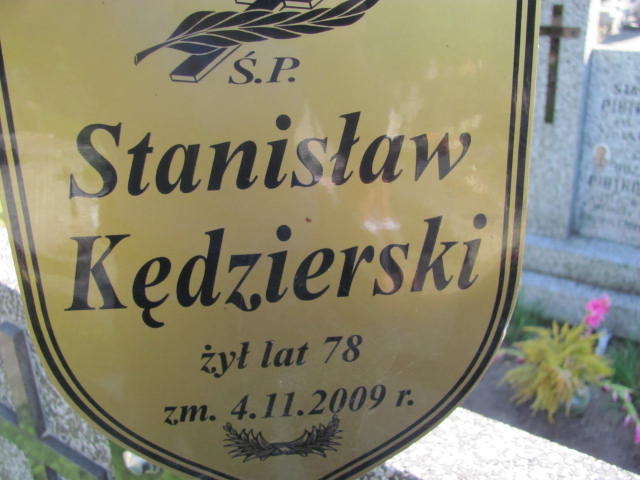 Ś.P.
Stanisław
Kędzierski
żył lat 78
zm. 4.11.2009 r.